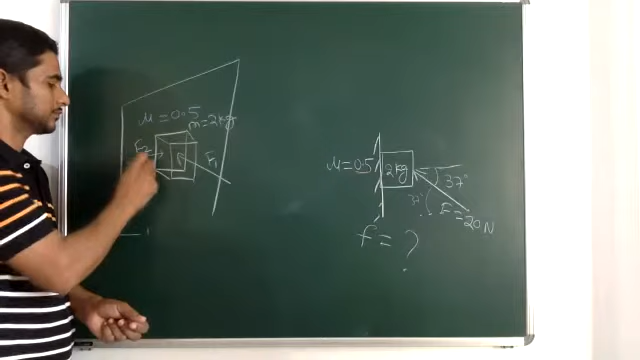 μ = 0.5
m = 2kg
F₂
F₁
μ = 0.5
2kg
37°
37°
F = 20N
f = ?